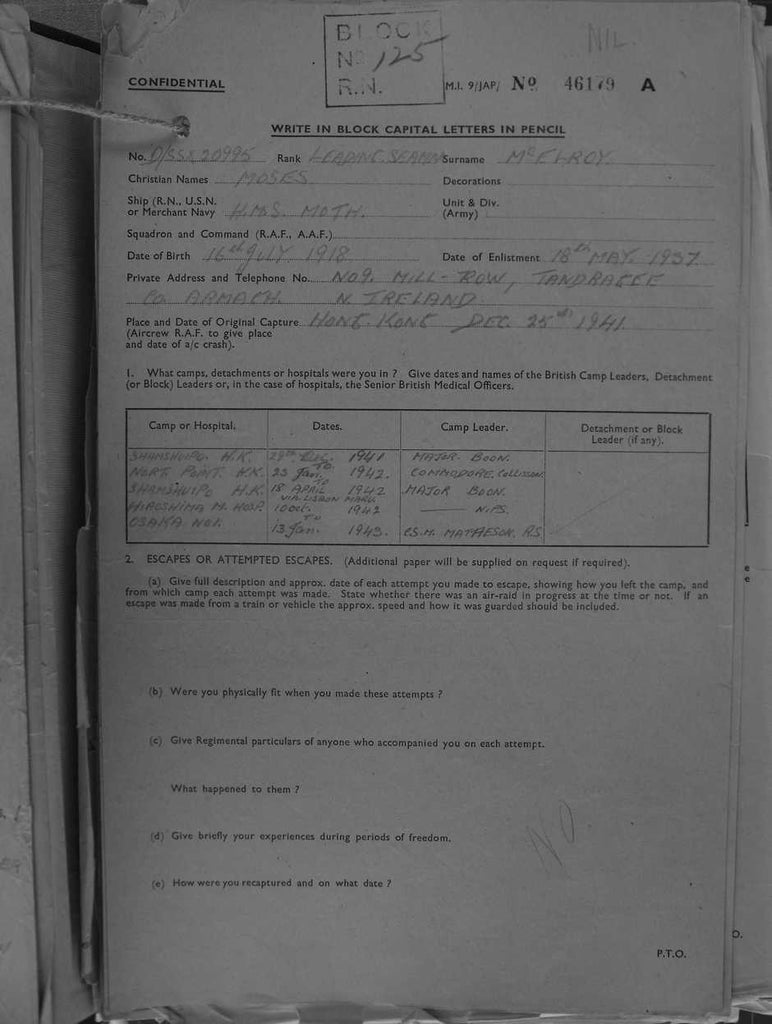 BLOCK
Nº 125
R.N.
NIL.
CONFIDENTIAL
M.I. 9/JAP/ Nº 46179 A
WRITE IN BLOCK CAPITAL LETTERS IN PENCIL
No. D/SSX 20995 Rank LEADING SEAMAN Surname McELROY.
Christian Names MOSES Decorations
Ship (R.N., U.S.N. or Merchant Navy H.M.S. MOTH. Unit & Div. (Army)
Squadron and Command (R.A.F., A.A.F.)
Date of Birth 16th JULY 1918 Date of Enlistment 18th MAY. 1937
Private Address and Telephone No. No 9. MILL-ROW, TANDRAGEE
Co. ARMAGH. N. IRELAND
Place and Date of Original Capture HONG KONG DEC. 25th 1941.
(Aircrew R.A.F. to give place
and date of a/c crash).
1. What camps, detachments or hospitals were you in ? Give dates and names of the British Camp Leaders, Detachment
(or Block) Leaders or, in the case of hospitals, the Senior British Medical Officers.
Camp or Hospital. Dates. Camp Leader. Detachment or Block Leader (if any).
SHAMSHUIPO. H.K. 29th Dec. 1941 MAJOR. BOON.
TO
NORTH POINT. H.K. 23 Jan. 1942. COMMODORE. COLLISSON
TO
SHAMSHUIPO H.K. 18 APRIL 1942 MAJOR BOON.
VIA LISBON MARU
HIROSHIMA M. HOSP. 10 Oct. 1942 N.P.S.
TO
OSAKA No1. 13 Jan. 1943. C.S.M. MATHESON. R.S.
2. ESCAPES OR ATTEMPTED ESCAPES. (Additional paper will be supplied on request if required).
(a) Give full description and approx. date of each attempt you made to escape, showing how you left the camp, and
from which camp each attempt was made. State whether there was an air-raid in progress at the time or not. If an
escape was made from a train or vehicle the approx. speed and how it was guarded should be included.
(b) Were you physically fit when you made these attempts ?
(c) Give Regimental particulars of anyone who accompanied you on each attempt.
What happened to them ?
NO
(d) Give briefly your experiences during periods of freedom.
(e) How were you recaptured and on what date ?
P.T.O.